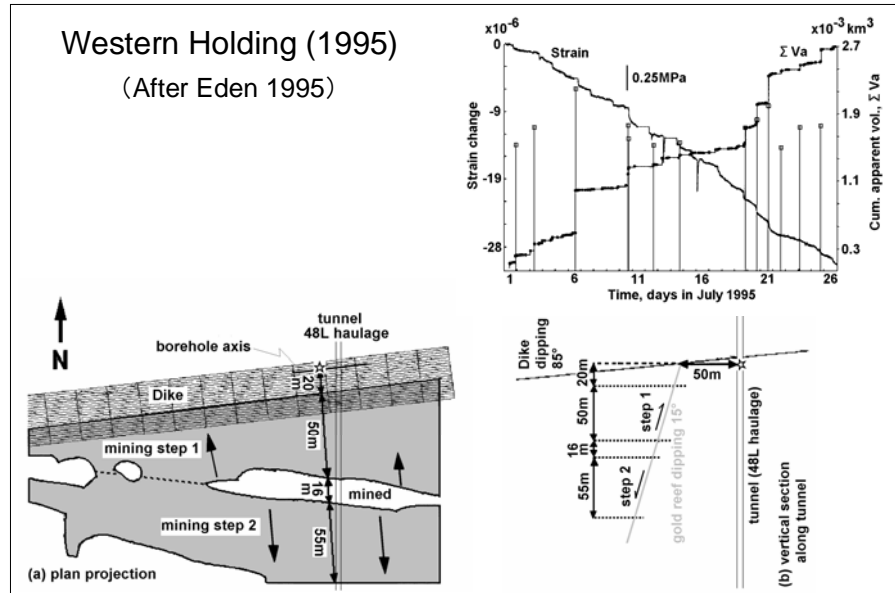 Western Holding (1995)
（After Eden 1995）
x10⁻⁶
x10⁻³ km³
0
-9
-19
-28
Strain change
Strain
0.25MPa
Σ Va
2.7
1.9
1.1
0.3
Cum. apparent vol., Σ Va
1 6 11 16 21 26
Time, days in July 1995
N
tunnel
48L haulage
borehole axis
20
m
Dike
mining step 1
50m
16
m
mined
mining step 2
55m
(a) plan projection
Dike
dipping
85°
20m
50m
50m
step 1
16
m
step 2
55m
gold reef dipping 15°
tunnel (48L haulage)
(b) vertical section
along tunnel